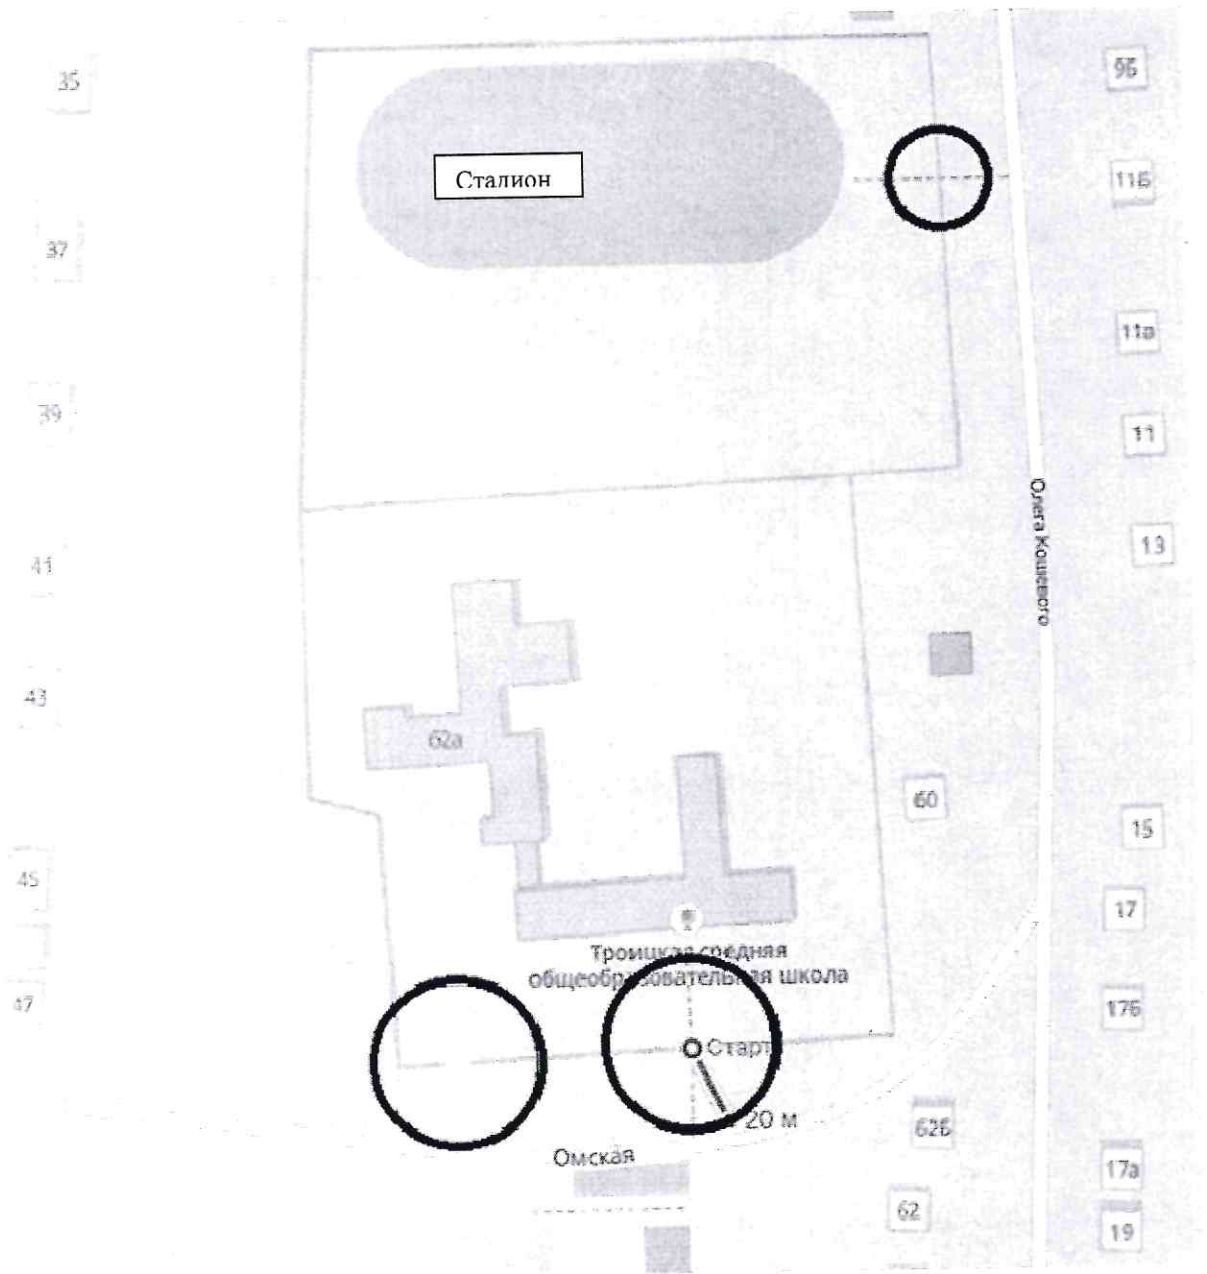 35
9Б
Сталион
11Б
37
11а
39
11
Олега Кошевого
13
41
43
62а
60
15
45
17
Троицкая средняя
общеобразовательная школа
47
17Б
Старт
20 м
62Б
Омская
17а
62
19